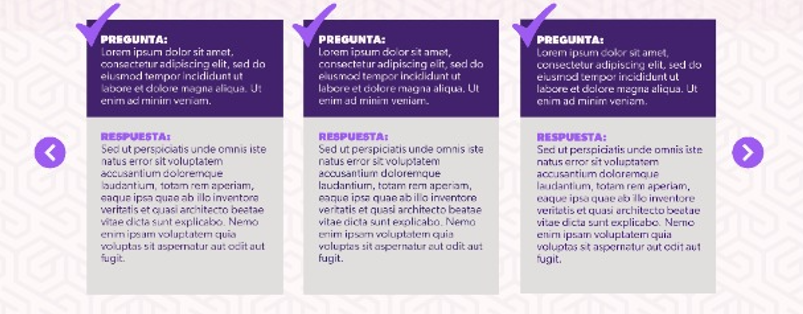 PREGUNTA:
Lorem ipsum dolor sit amet,
consectetur adipiscing elit, sed do
eiusmod tempor incididunt ut
labore et dolore magna aliqua. Ut
enim ad minim veniam.
RESPUESTA:
Sed ut perspiciatis unde omnis iste
natus error sit voluptatem
accusantium doloremque
laudantium, totam rem aperiam,
eaque ipsa quae ab illo inventore
veritatis et quasi architecto beatae
vitae dicta sunt explicabo. Nemo
enim ipsam voluptatem quia
voluptas sit aspernatur aut odit aut
fugit.
PREGUNTA:
Lorem ipsum dolor sit amet,
consectetur adipiscing elit, sed do
eiusmod tempor incididunt ut
labore et dolore magna aliqua. Ut
enim ad minim veniam.
RESPUESTA:
Sed ut perspiciatis unde omnis iste
natus error sit voluptatem
accusantium doloremque
laudantium, totam rem aperiam,
eaque ipsa quae ab illo inventore
veritatis et quasi architecto beatae
vitae dicta sunt explicabo. Nemo
enim ipsam voluptatem quia
voluptas sit aspernatur aut odit aut
fugit.
PREGUNTA:
Lorem ipsum dolor sit amet,
consectetur adipiscing elit, sed do
eiusmod tempor incididunt ut
labore et dolore magna aliqua. Ut
enim ad minim veniam.
RESPUESTA:
Sed ut perspiciatis unde omnis iste
natus error sit voluptatem
accusantium doloremque
laudantium, totam rem aperiam,
eaque ipsa quae ab illo inventore
veritatis et quasi architecto beatae
vitae dicta sunt explicabo. Nemo
enim ipsam voluptatem quia
voluptas sit aspernatur aut odit aut
fugit.